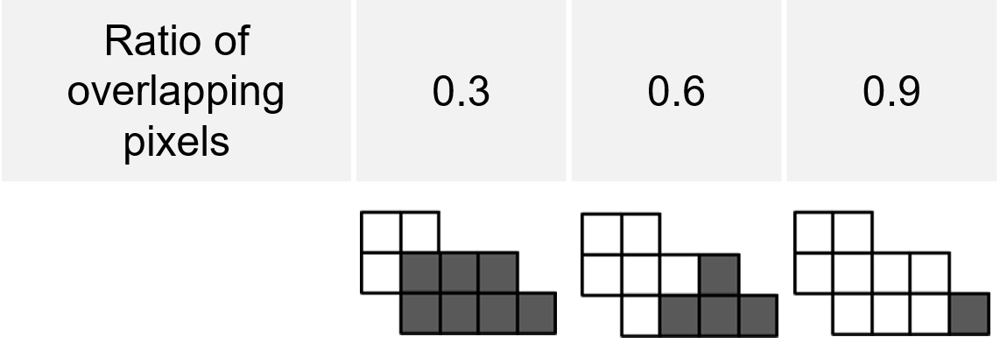 Ratio of
overlapping
pixels
0.3
0.6
0.9